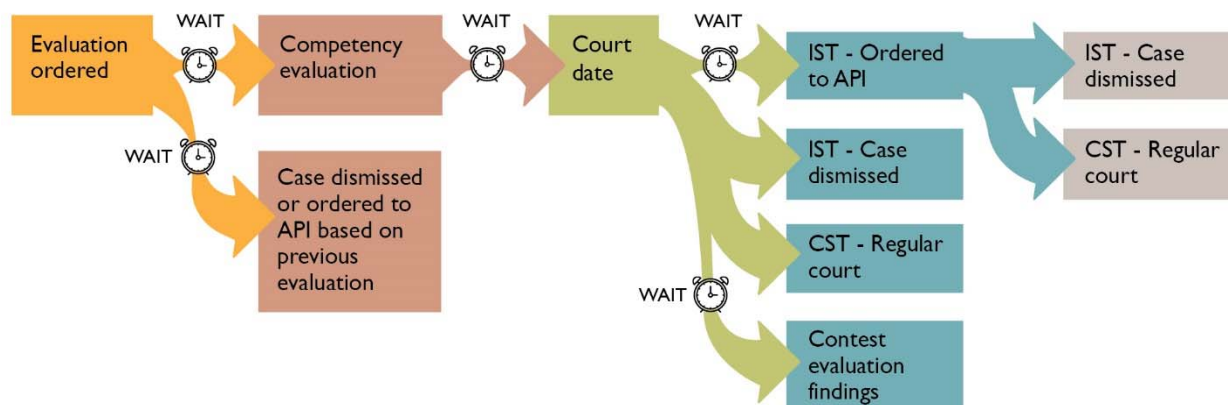 WAIT
WAIT
WAIT
Evaluation
ordered
Competency
evaluation
Court
date
IST - Ordered
to API
IST - Case
dismissed
WAIT
Case dismissed
or ordered to
API based on
previous
evaluation
IST - Case
dismissed
CST - Regular
court
CST - Regular
court
WAIT
Contest
evaluation
findings